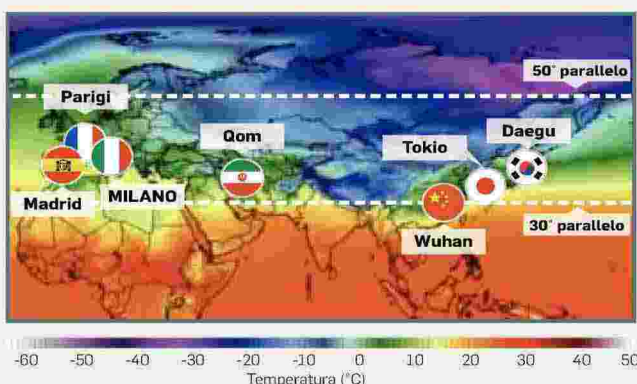 50° parallelo
Parigi
Qom
Tokio
Daegu
Madrid
MILANO
Wuhan
30° parallelo
-60 -50 -40 -30 -20 -10 0 10 20 30 40 50
Temperatura (°C)